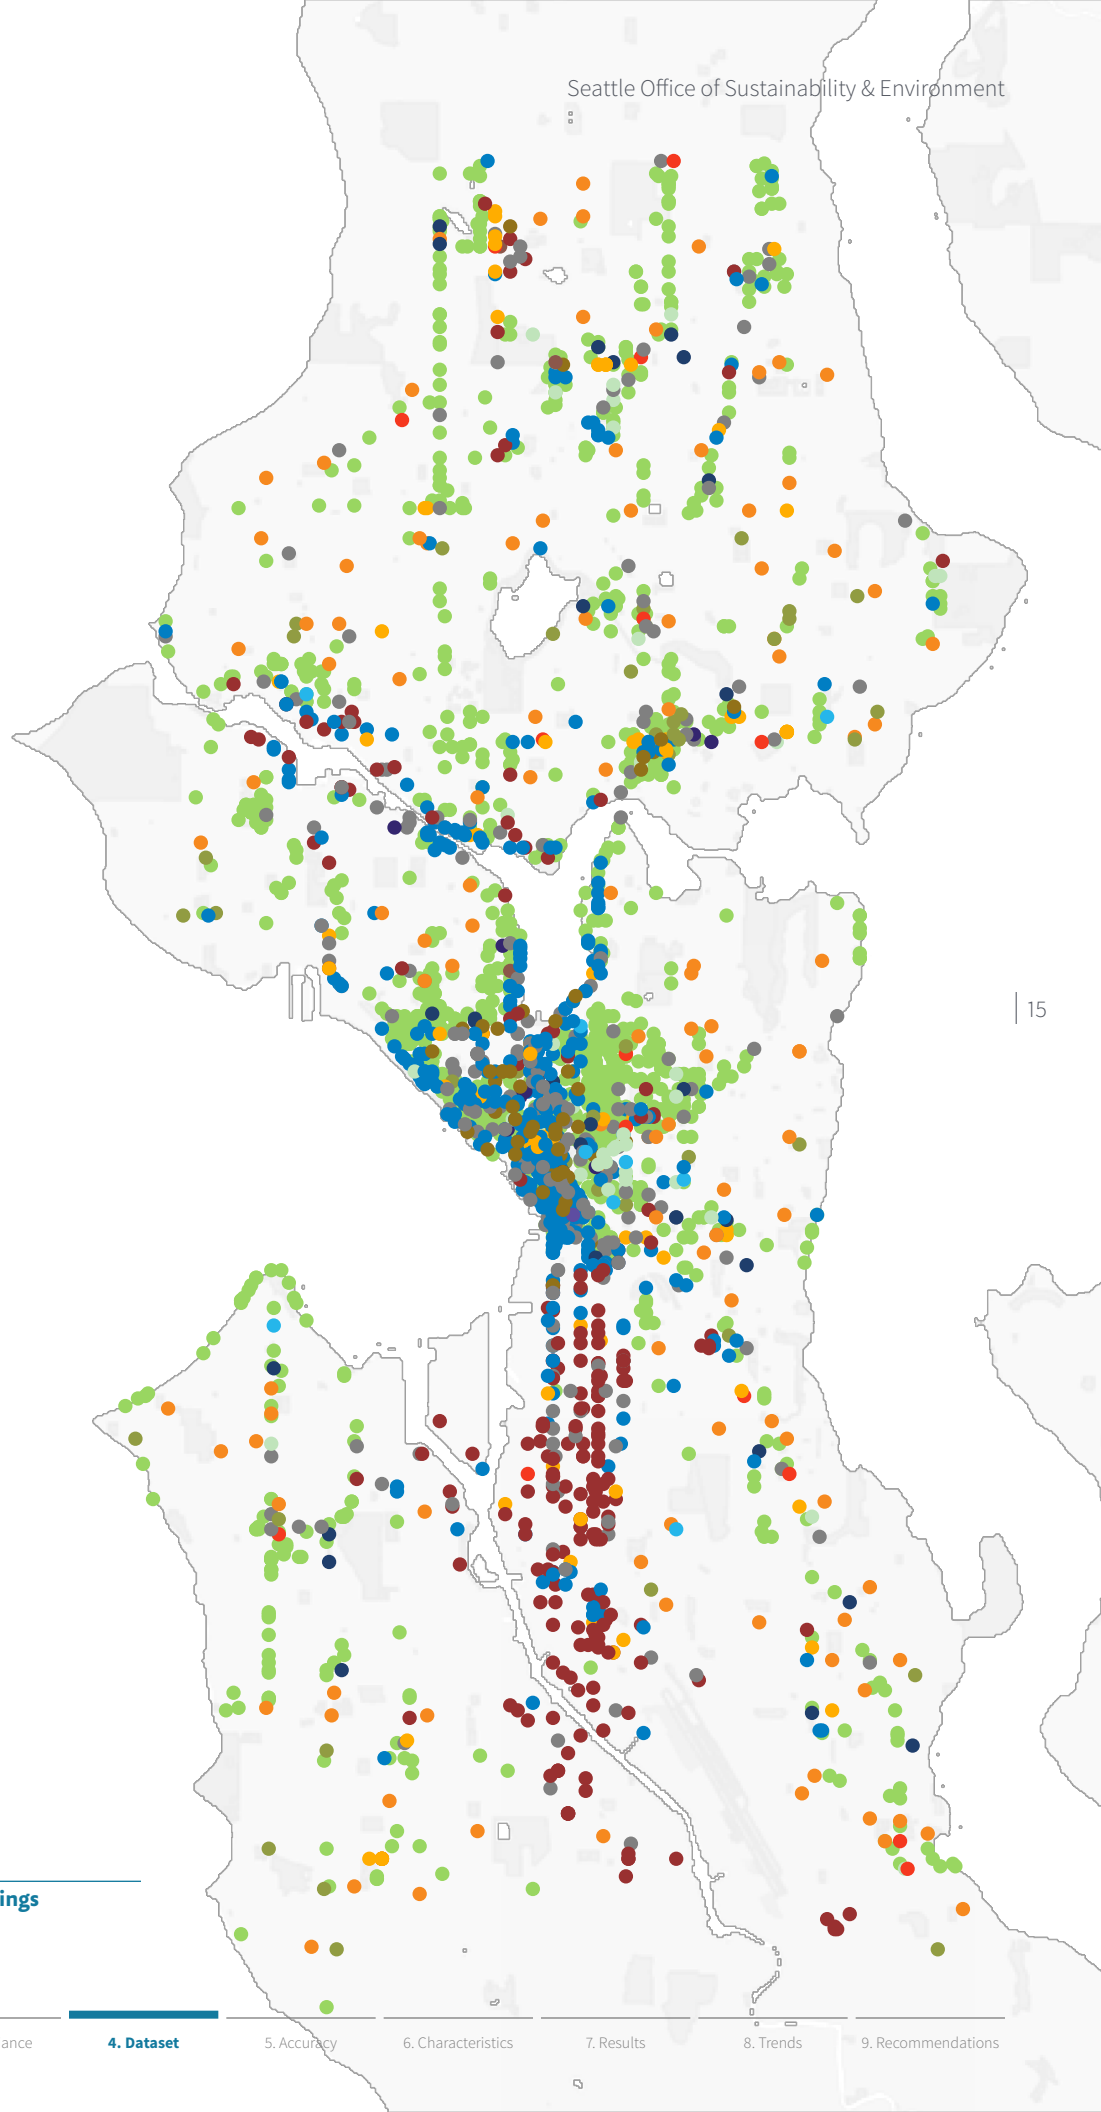 Seattle Office of Sustainability & Environment
15
ings
ance
4. Dataset
5. Accuracy
6. Characteristics
7. Results
8. Trends
9. Recommendations